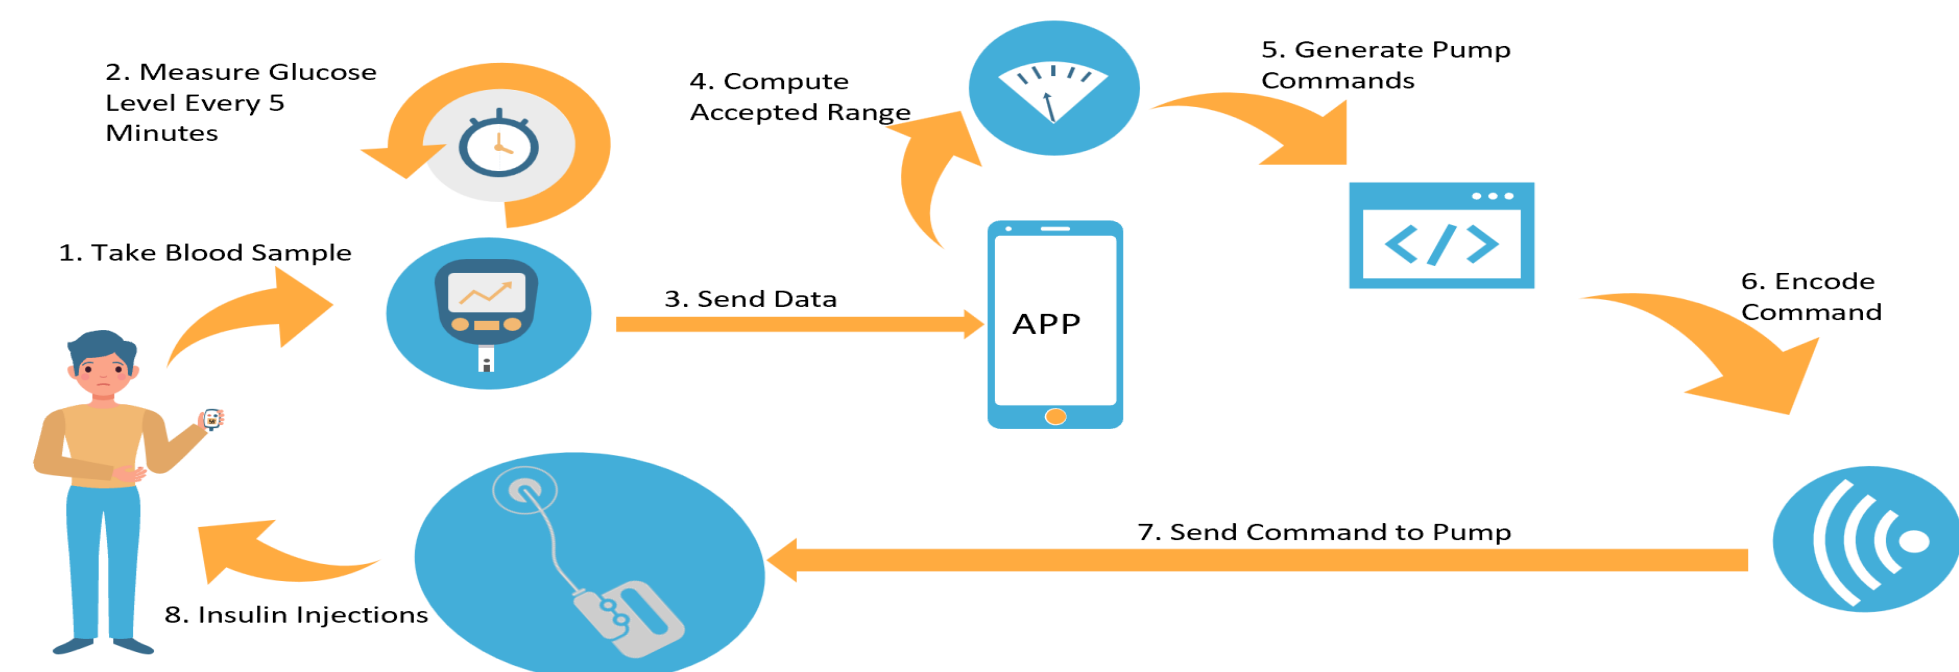 1. Take Blood Sample
2. Measure Glucose
Level Every 5
Minutes
3. Send Data
APP
4. Compute
Accepted Range
5. Generate Pump
Commands
</>
6. Encode
Command
7. Send Command to Pump
8. Insulin Injections